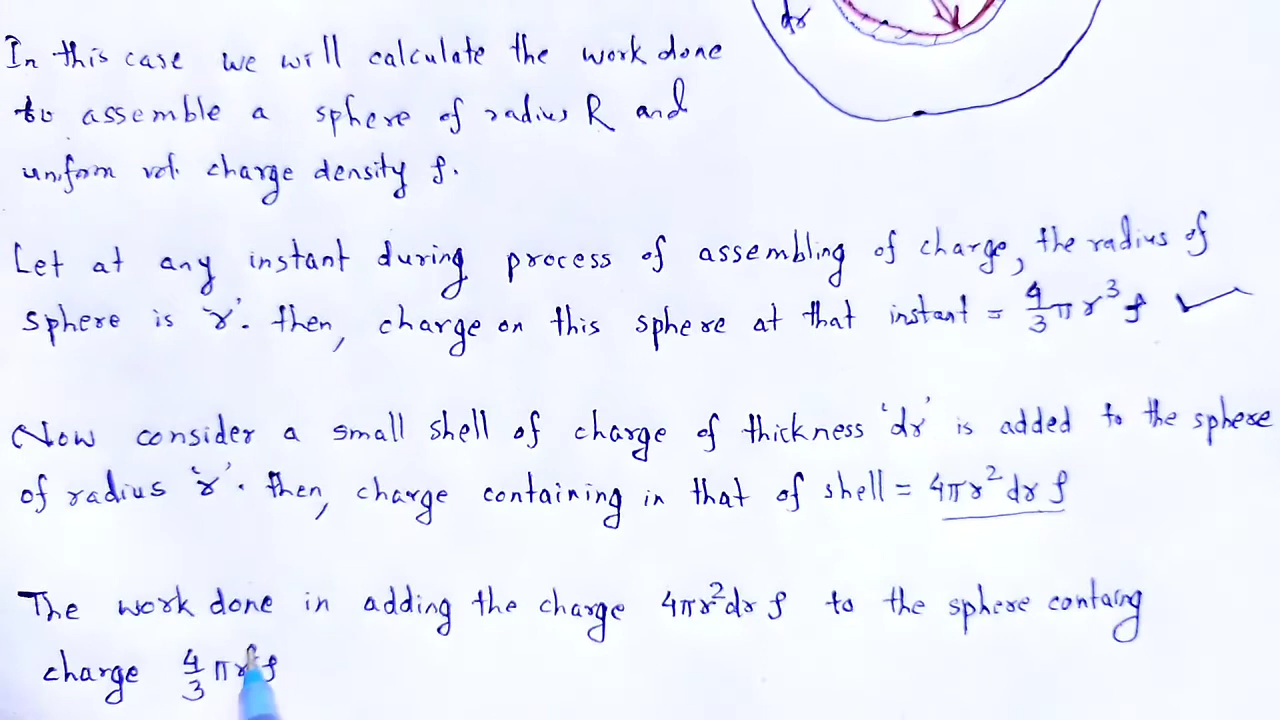 dr
In this case we will calculate the work done
to assemble a sphere of radius R and
uniform vol. charge density ρ.
Let at any instant during process of assembling of charge, the radius of
sphere is 'r'. then, charge on this sphere at that instant = 4/3 πr³ρ ✓
Now consider a small shell of charge of thickness 'dr' is added to the sphere
of radius 'r'. then, charge containing in that of shell = 4πr²dr ρ
The work done in adding the charge 4πr²dr ρ to the sphere containg
charge 4/3 πr³ρ